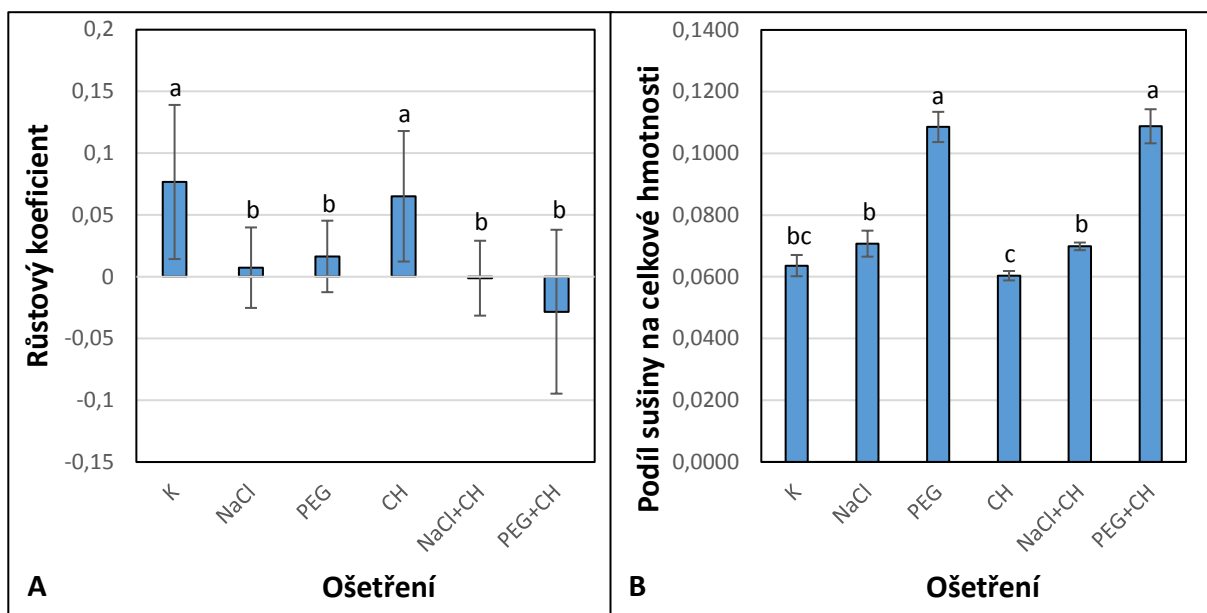 Růstový koeficient
0,2
0,15
0,1
0,05
0
-0,05
-0,1
-0,15
a
b
b
a
b
b
K
NaCl
PEG
CH
NaCl+CH
PEG+CH
A
Ošetření
Podíl sušiny na celkové hmotnosti
0,1400
0,1200
0,1000
0,0800
0,0600
0,0400
0,0200
0,0000
bc
b
a
c
b
a
K
NaCl
PEG
CH
NaCl+CH
PEG+CH
B
Ošetření